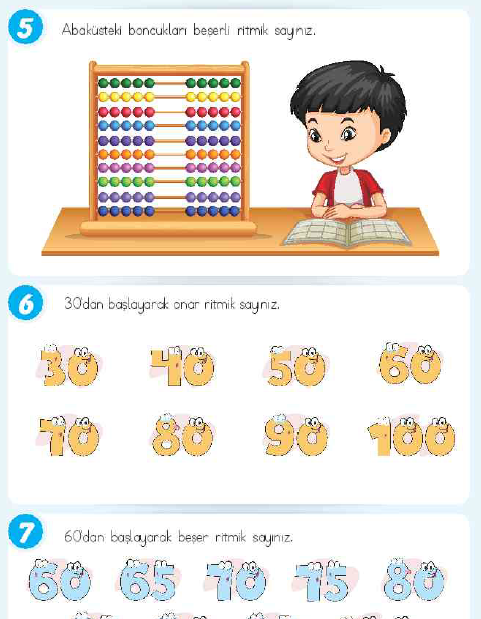 5 Abaküsteki boncukları beşerli ritmik sayınız.
6 30'dan başlayarak onar ritmik sayınız.
30 40 50 60
70 80 90 100
7 60'dan başlayarak beşer ritmik sayınız.
60 65 70 75 80